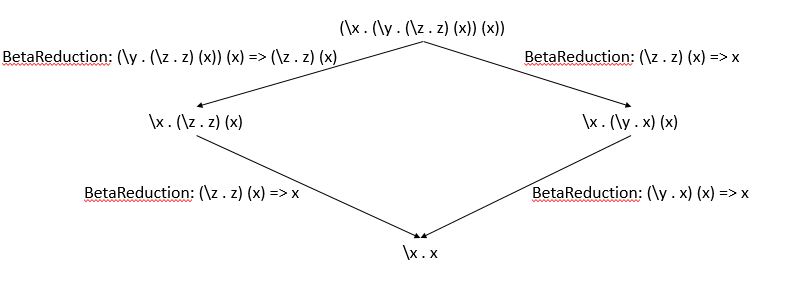 (\x . (\y . (\z . z) (x)) (x))
BetaReduction: (\y . (\z . z) (x)) (x) => (\z . z) (x)
BetaReduction: (\z . z) (x) => x
\x . (\z . z) (x)
\x . (\y . x) (x)
BetaReduction: (\z . z) (x) => x
BetaReduction: (\y . x) (x) => x
\x . x